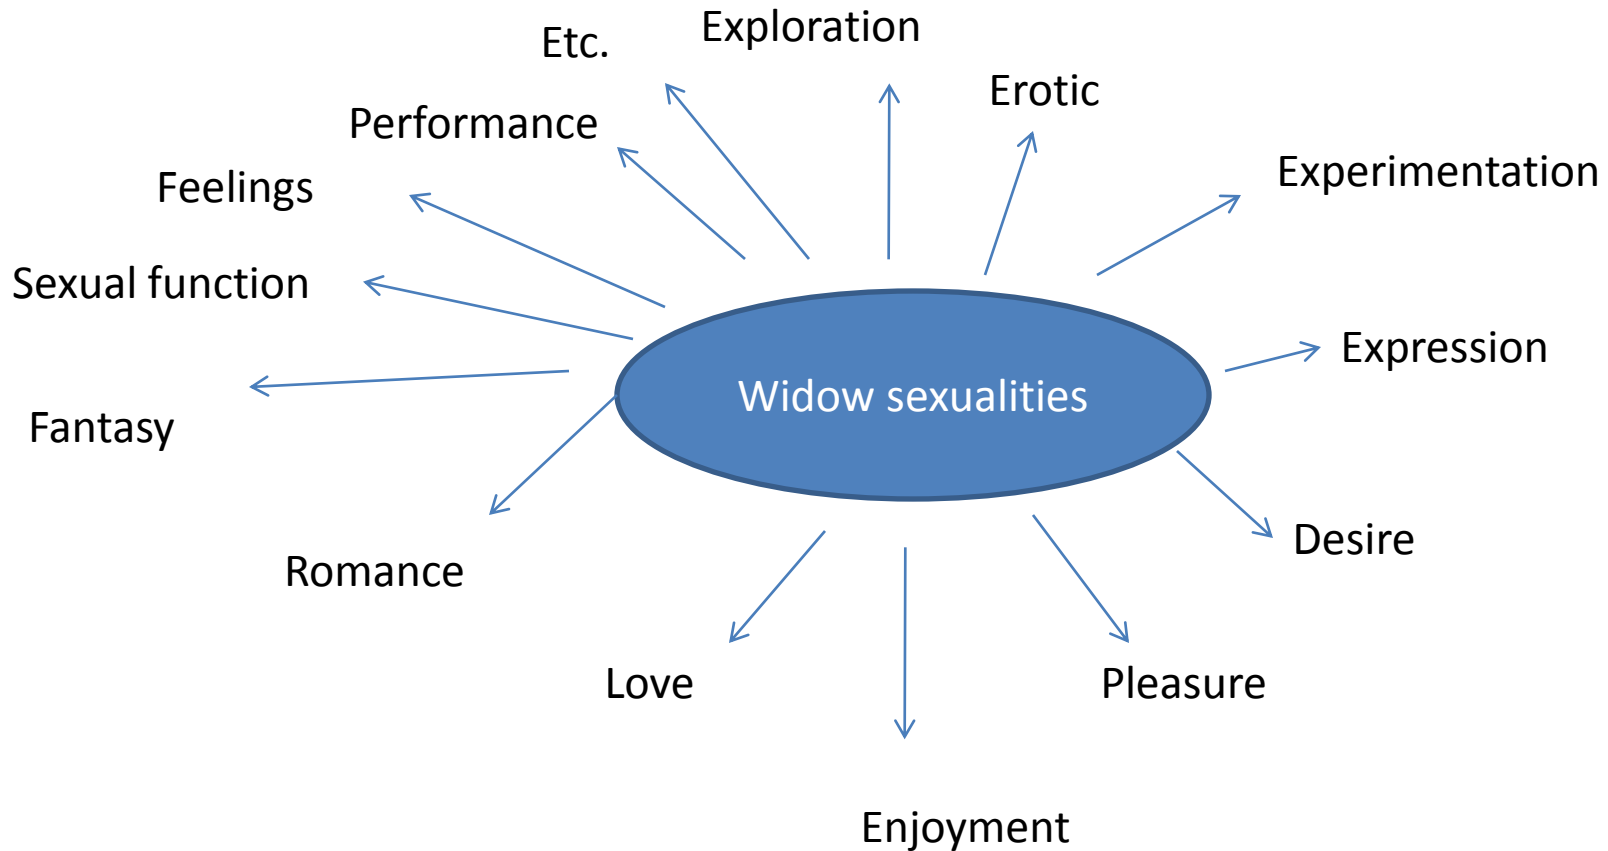 Exploration
Etc.
Erotic
Performance
Experimentation
Feelings
Sexual function
Expression
Widow sexualities
Fantasy
Desire
Romance
Love
Pleasure
Enjoyment